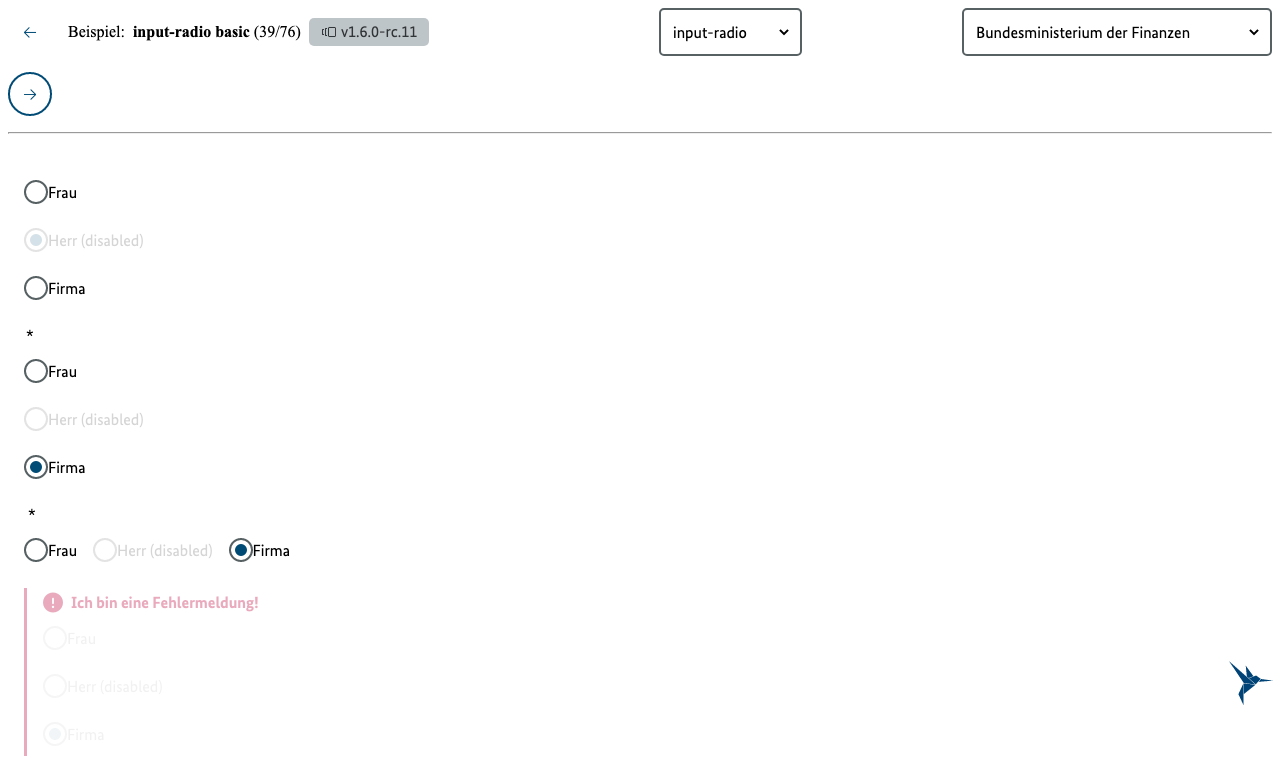 Beispiel: input-radio basic (39/76) v1.6.0-rc.11 input-radio Bundesministerium der Finanzen
Frau
Herr (disabled)
Firma
*
Frau
Herr (disabled)
Firma
*
Frau Herr (disabled) Firma
Ich bin eine Fehlermeldung!
Frau
Herr (disabled)
Firma